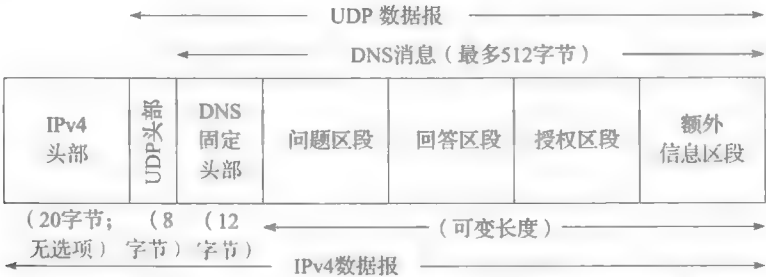 UDP 数据报
DNS消息（最多512字节）
IPv4
头部
UDP头部
DNS
固定
头部
问题区段
回答区段
授权区段
额外
信息区段
（20字节；
无选项）
（8
字节）
（12
字节）
（可变长度）
IPv4数据报